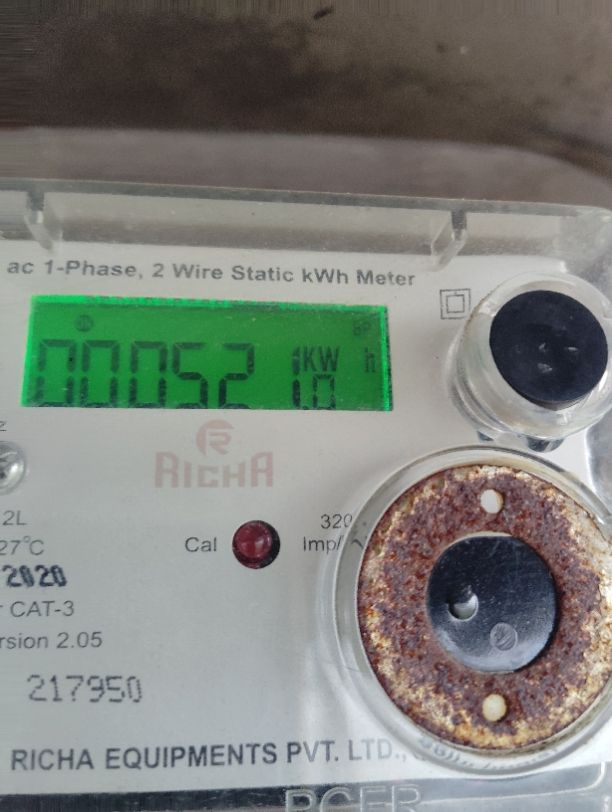 ac 1-Phase, 2 Wire Static kWh Meter
000521 KW h
1.0
RICHA
2L
320
27°C
Cal
Imp/
2020
CAT-3
rsion 2.05
217950
RICHA EQUIPMENTS PVT. LTD.,